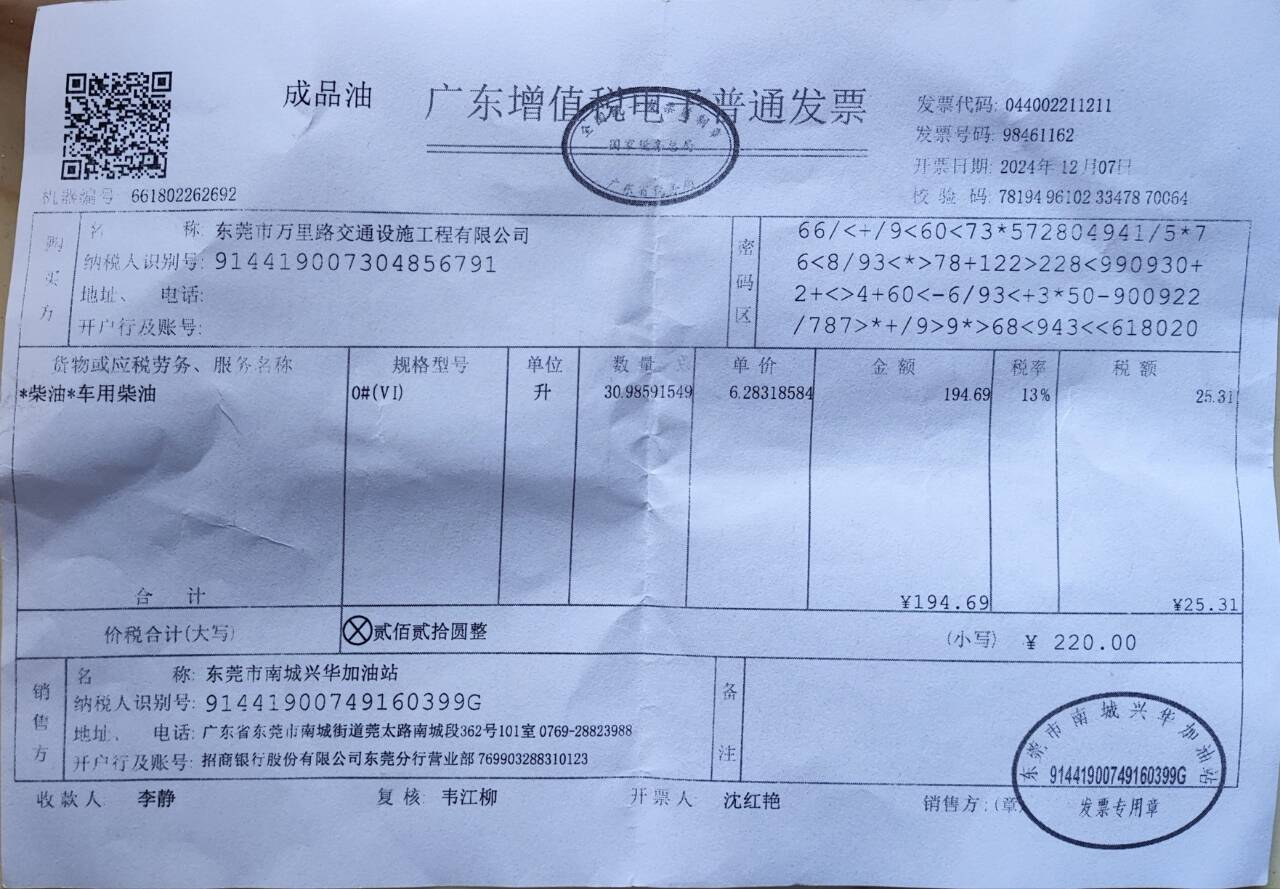 成品油
广东增值税电子普通发票
国家税务总局
发票代码: 044002211211
发票号码: 98461162
开票日期: 2024年12月07日
校 验 码: 78194 96102 33478 70064
机器编号: 661802262692
购买方
名 称: 东莞市万里路交通设施工程有限公司
纳税人识别号: 914419007304856791
地址、 电话:
开户行及账号:
密码区
66/<+/9<60<73*572804941/5*7
6<8/93<*>78+122>228<990930+
2+<>4+60<-6/93<+3*50-900922
/787>*+/9>9*>68<943<<618020
货物或应税劳务、服务名称 规格型号 单位 数量 单价 金额 税率 税额
*柴油*车用柴油 0#(VI) 升 30.98591549 6.28318584 194.69 13% 25.31
合 计 ¥194.69 ¥25.31
价税合计(大写) ⊗贰佰贰拾圆整 (小写) ¥ 220.00
销售方
名 称: 东莞市南城兴华加油站
纳税人识别号: 91441900749160399G
地址、 电话: 广东省东莞市南城街道莞太路南城段362号101室 0769-28823988
开户行及账号: 招商银行股份有限公司东莞分行营业部 769903288310123
备注
收款人 李静 复核 韦江柳 开票人 沈红艳 销售方:(章)
东莞市南城兴华加油站
91441900749160399G
发票专用章